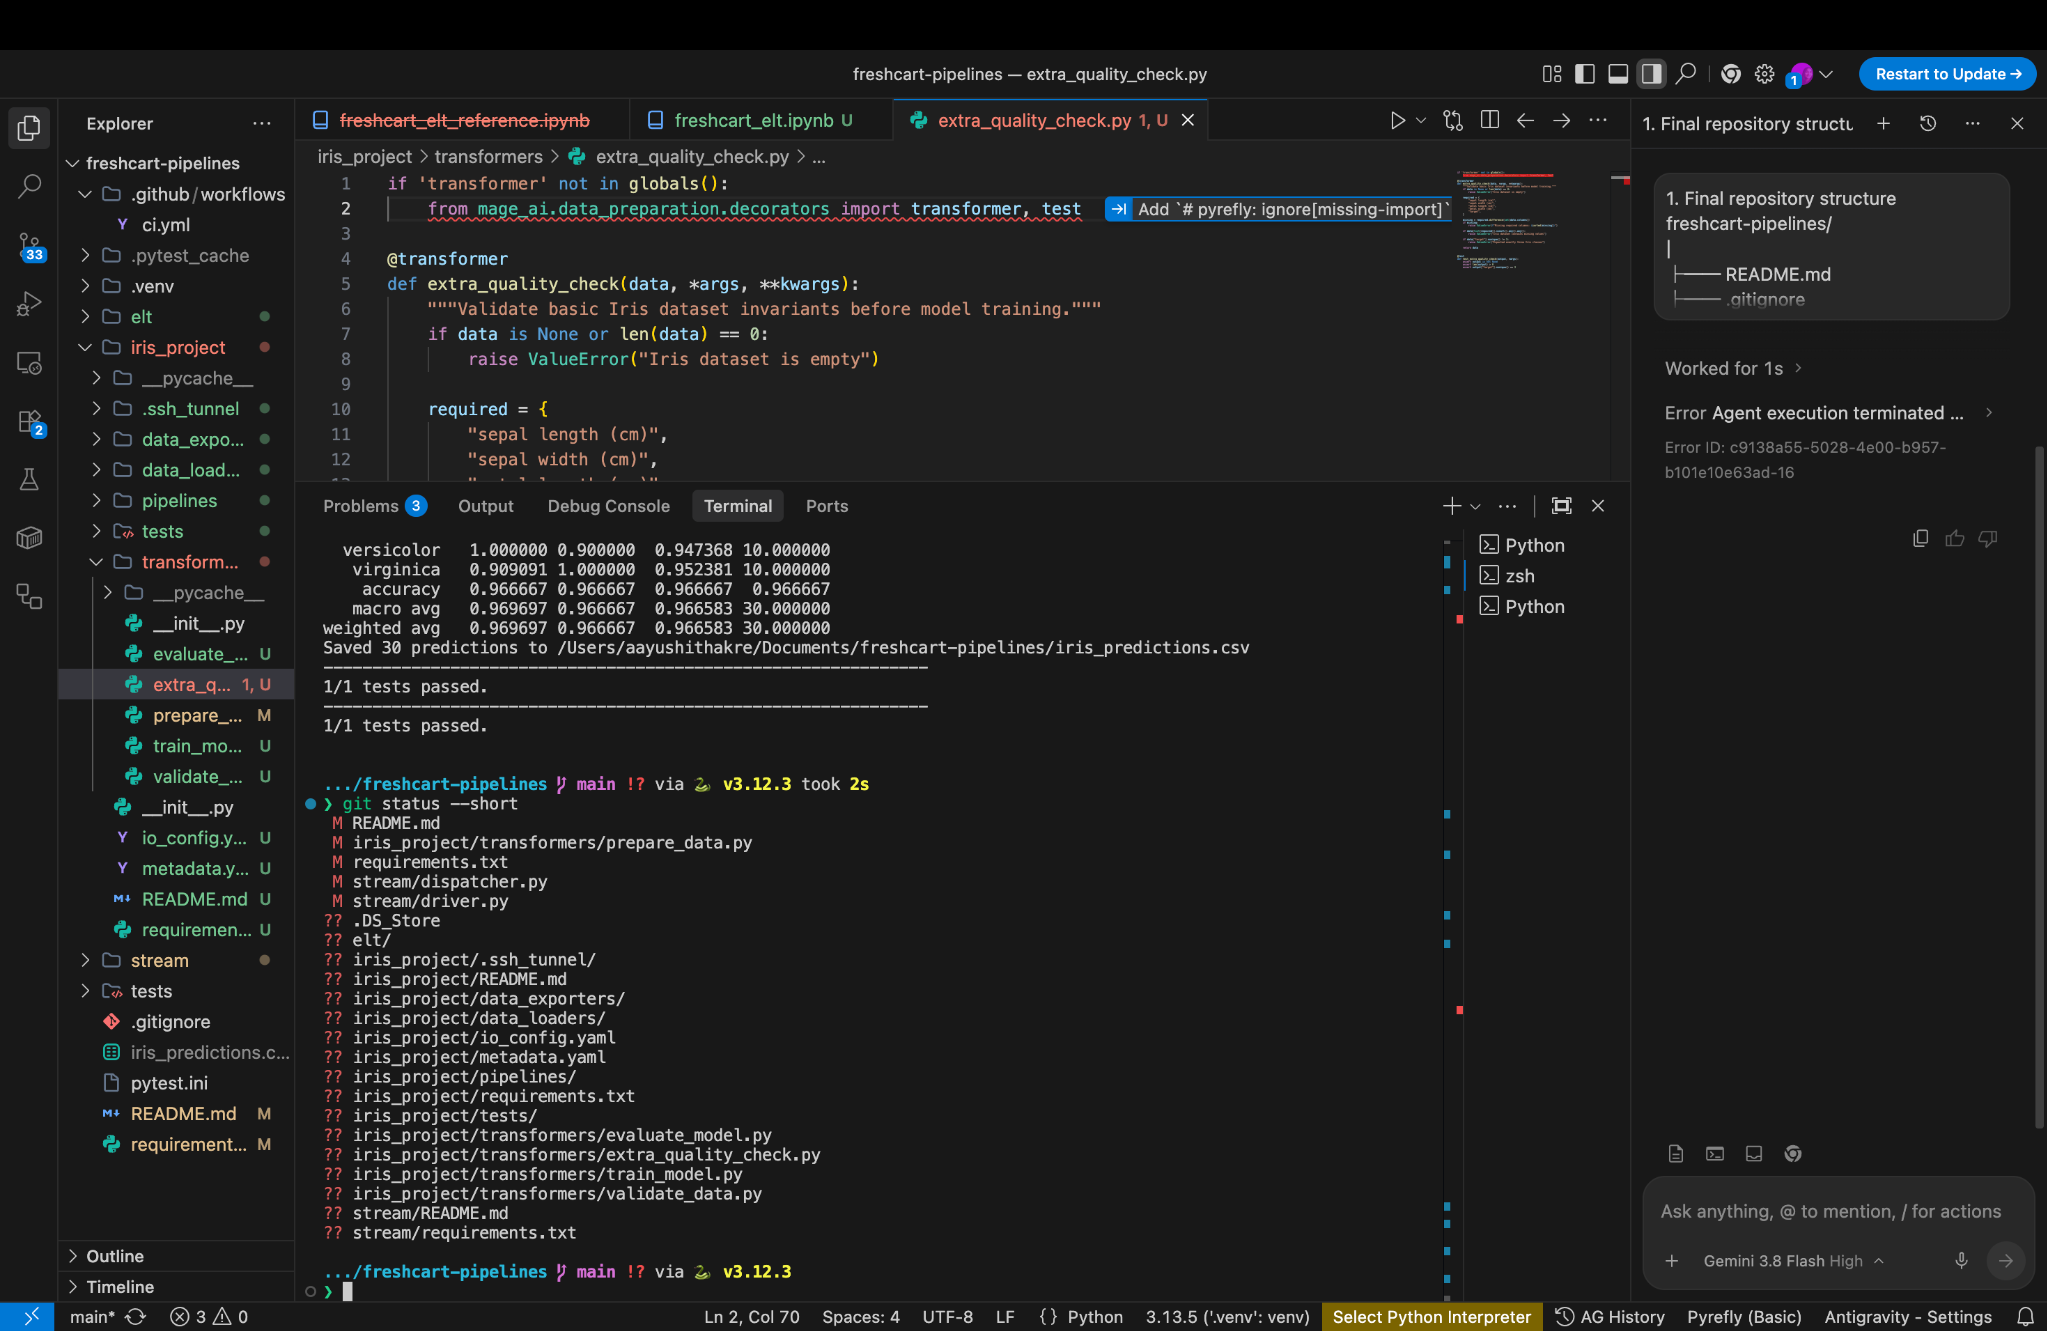 freshcart-pipelines — extra_quality_check.py
1
Restart to Update →
Explorer
freshcart_elt_reference.ipynb
freshcart_elt.ipynb U
extra_quality_check.py 1, U
1. Final repository structu
iris_project > transformers > extra_quality_check.py > ...
freshcart-pipelines
.github/workflows
ci.yml
.pytest_cache
.venv
elt
iris_project
__pycache__
.ssh_tunnel
data_expo...
data_load...
pipelines
tests
transform...
__pycache__
__init__.py
evaluate_... U
extra_q... 1, U
prepare_... M
train_mo... U
validate_... U
__init__.py
io_config.y... U
metadata.y... U
README.md U
requiremen... U
stream
tests
.gitignore
iris_predictions.c...
pytest.ini
README.md M
requirement... M
Outline
Timeline
33
2
1 if 'transformer' not in globals():
2 from mage_ai.data_preparation.decorators import transformer, test Add `# pyrefly: ignore[missing-import]`
3
4 @transformer
5 def extra_quality_check(data, *args, **kwargs):
6 """Validate basic Iris dataset invariants before model training."""
7 if data is None or len(data) == 0:
8 raise ValueError("Iris dataset is empty")
9
10 required = {
11 "sepal length (cm)",
12 "sepal width (cm)",
Problems 3 Output Debug Console Terminal Ports
versicolor 1.000000 0.900000 0.947368 10.000000
virginica 0.909091 1.000000 0.952381 10.000000
accuracy 0.966667 0.966667 0.966667 0.966667
macro avg 0.969697 0.966667 0.966583 30.000000
weighted avg 0.969697 0.966667 0.966583 30.000000
Saved 30 predictions to /Users/aayushithakre/Documents/freshcart-pipelines/iris_predictions.csv
1/1 tests passed.
1/1 tests passed.
.../freshcart-pipelines main !? via v3.12.3 took 2s
❯ git status --short
M README.md
M iris_project/transformers/prepare_data.py
M requirements.txt
M stream/dispatcher.py
M stream/driver.py
?? .DS_Store
?? elt/
?? iris_project/.ssh_tunnel/
?? iris_project/README.md
?? iris_project/data_exporters/
?? iris_project/data_loaders/
?? iris_project/io_config.yaml
?? iris_project/metadata.yaml
?? iris_project/pipelines/
?? iris_project/requirements.txt
?? iris_project/tests/
?? iris_project/transformers/evaluate_model.py
?? iris_project/transformers/extra_quality_check.py
?? iris_project/transformers/train_model.py
?? iris_project/transformers/validate_data.py
?? stream/README.md
?? stream/requirements.txt
.../freshcart-pipelines main !? via v3.12.3
❯
Python
zsh
Python
1. Final repository structure
freshcart-pipelines/
|
├── README.md
├── .gitignore
Worked for 1s >
Error Agent execution terminated ... >
Error ID: c9138a55-5028-4e00-b957-
b101e10e63ad-16
Ask anything, @ to mention, / for actions
Gemini 3.8 Flash High
main* 3 0
Ln 2, Col 70 Spaces: 4 UTF-8 LF {} Python 3.13.5 ('.venv': venv) Select Python Interpreter AG History Pyrefly (Basic) Antigravity - Settings